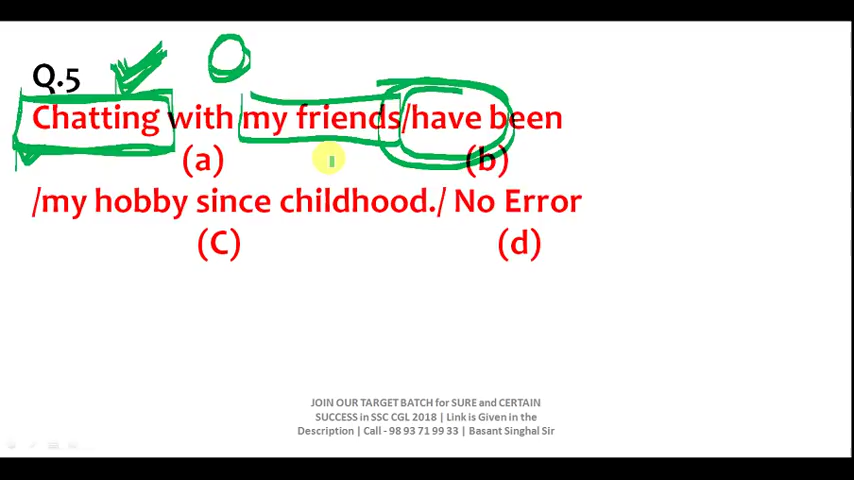 Q.5
Chatting with my friends/have been
(a) (b)
/my hobby since childhood./ No Error
(C) (d)
JOIN OUR TARGET BATCH for SURE and CERTAIN
SUCCESS in SSC CGL 2018 | Link is Given in the
Description | Call - 98 93 71 99 33 | Basant Singhal Sir